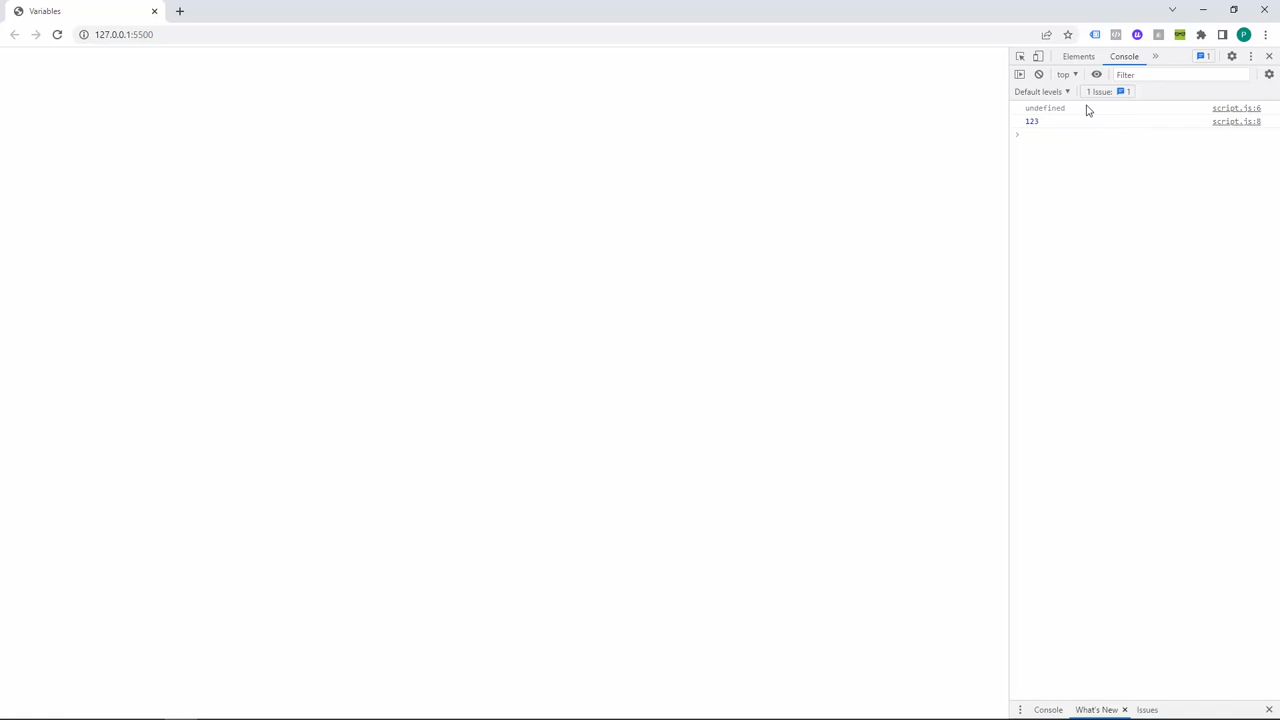 Variables
127.0.0.1:5500
P
Elements Console » 1
top Filter
Default levels 1 Issue: 1
undefined script.js:6
123 script.js:8
Console What's New Issues